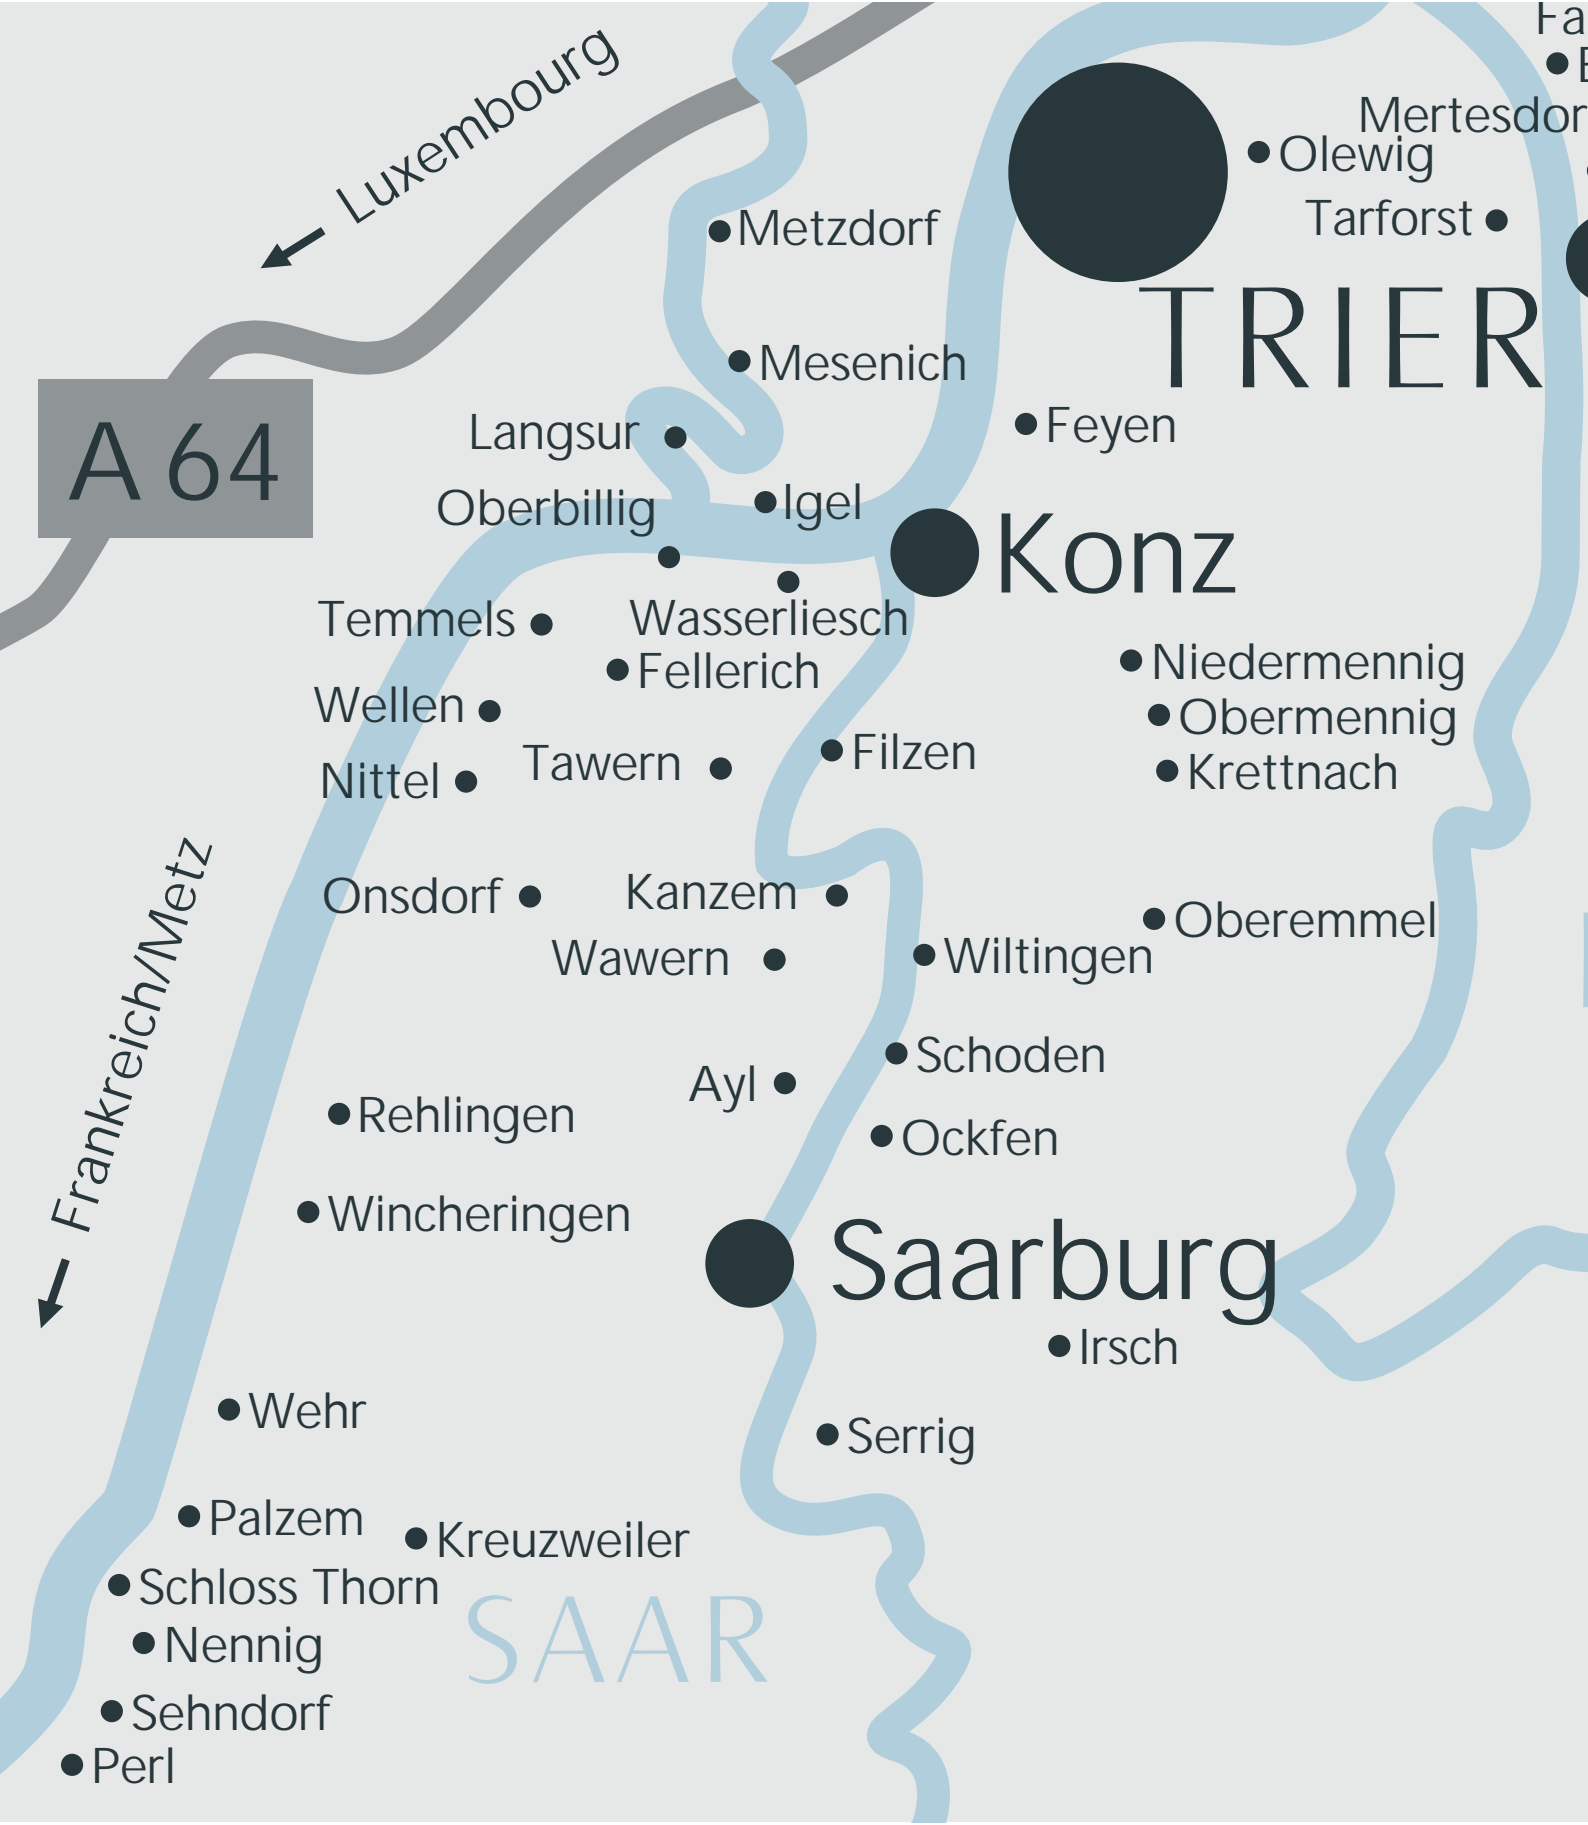 Fa
Luxembourg
Mertesdor
Olewig
Tarforst
Metzdorf
TRIER
Mesenich
Feyen
Langsur
A 64
Oberbillig
Igel
Konz
Temmels
Wasserliesch
Fellerich
Niedermennig
Wellen
Obermennig
Tawern
Filzen
Nittel
Krettnach
Frankreich/Metz
Onsdorf
Kanzem
Oberemmel
Wawern
Wiltingen
Schoden
Ayl
Rehlingen
Ockfen
Wincheringen
Saarburg
Irsch
Wehr
Serrig
Palzem
Kreuzweiler
Schloss Thorn
SAAR
Nennig
Sehndorf
Perl